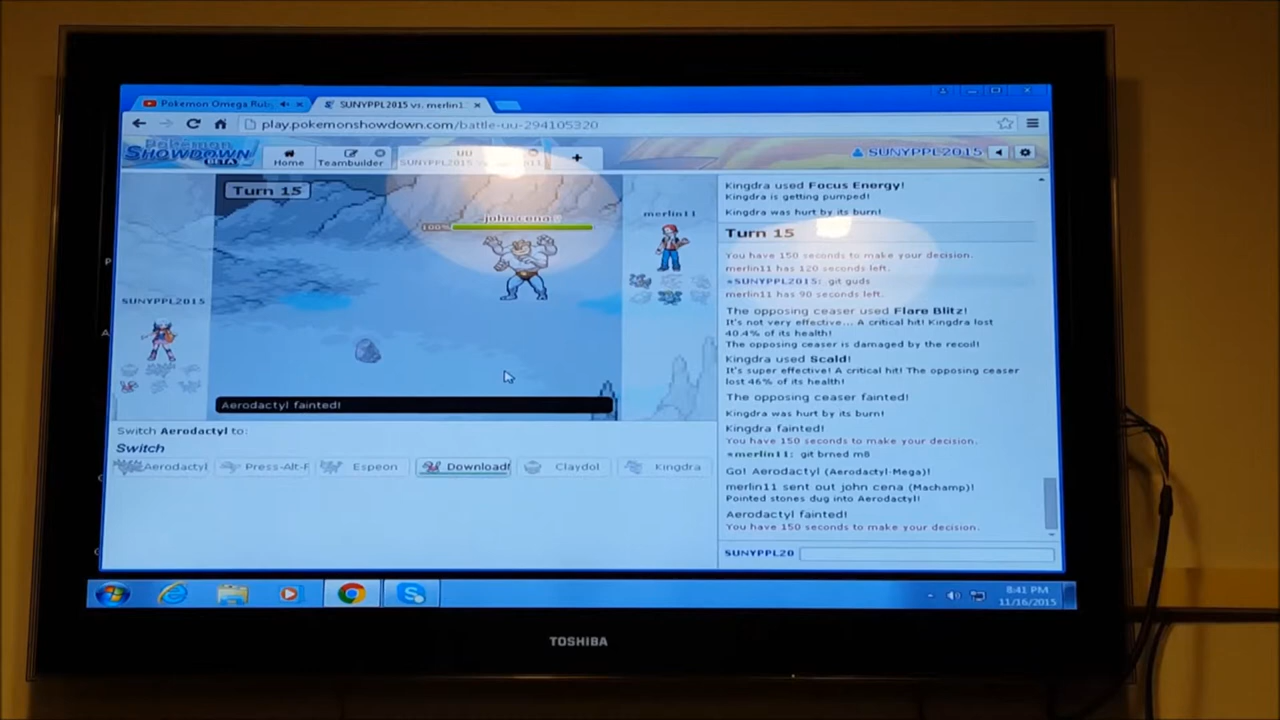 Pokemon Omega Ruby
SUNYPPL2015 vs. merlin1
play.pokemonshowdown.com/battle-uu-294105320
Pokémon
SHOWDOWN
BETA
Home
Teambuilder
UU
SUNYPPL2015
SUNYPPL2015
Turn 15
john cena
100%
merlin11
SUNYPPL2015
Aerodactyl fainted!
Switch Aerodactyl to:
Switch
Aerodactyl
Press-Alt-F
Espeon
Download!
Claydol
Kingdra
Kingdra used Focus Energy!
Kingdra is getting pumped!
Kingdra was hurt by its burn!
Turn 15
You have 150 seconds to make your decision.
merlin11 has 120 seconds left.
SUNYPPL2015: git guds
merlin11 has 90 seconds left.
The opposing ceaser used Flare Blitz!
It's not very effective... A critical hit! Kingdra lost
40.4% of its health!
The opposing ceaser is damaged by the recoil!
Kingdra used Scald!
It's super effective! A critical hit! The opposing ceaser
lost 46% of its health!
The opposing ceaser fainted!
Kingdra was hurt by its burn!
Kingdra fainted!
You have 150 seconds to make your decision.
merlin11: git brned m8
Go! Aerodactyl (Aerodactyl-Mega)!
merlin11 sent out john cena (Machamp)!
Pointed stones dug into Aerodactyl!
Aerodactyl fainted!
You have 150 seconds to make your decision.
SUNYPPL20
8:41 PM
11/16/2015
TOSHIBA